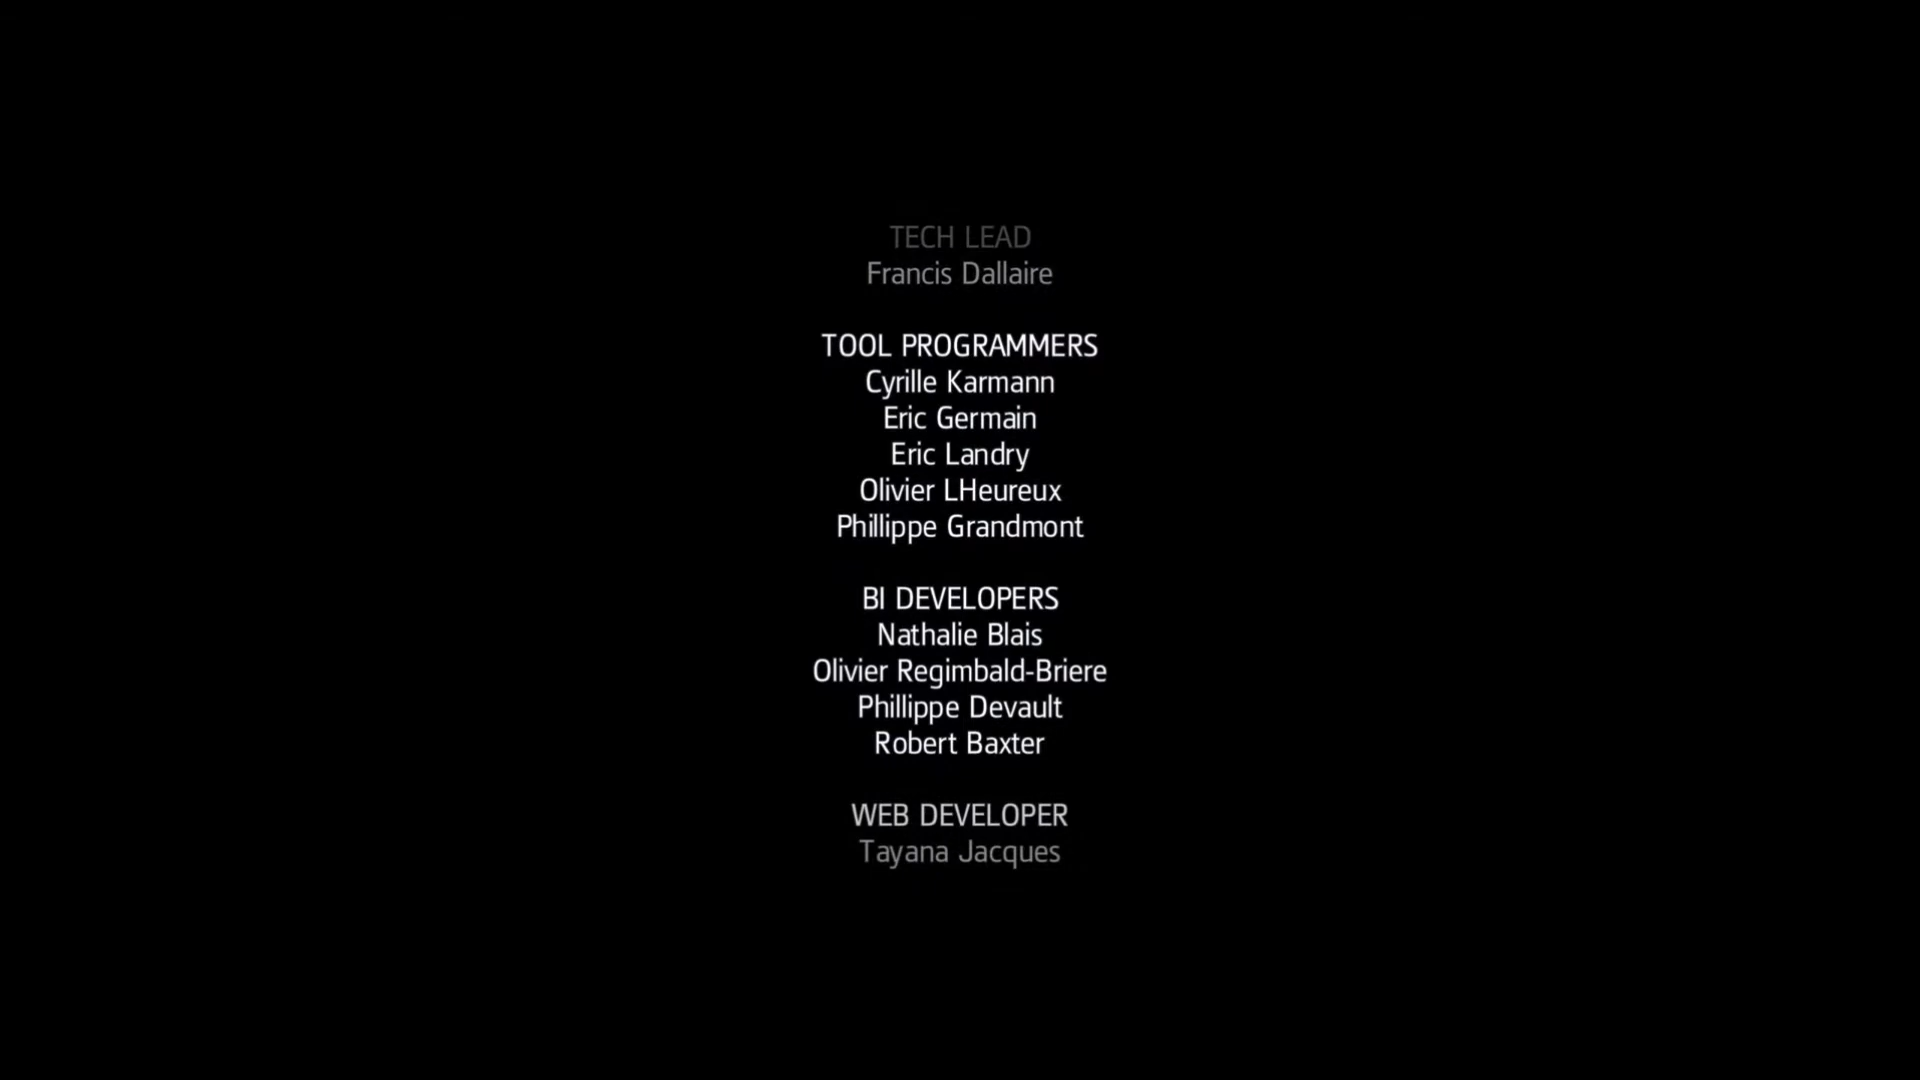 TECH LEAD
Francis Dallaire
TOOL PROGRAMMERS
Cyrille Karmann
Eric Germain
Eric Landry
Olivier LHeureux
Phillippe Grandmont
BI DEVELOPERS
Nathalie Blais
Olivier Regimbald-Briere
Phillippe Devault
Robert Baxter
WEB DEVELOPER
Tayana Jacques